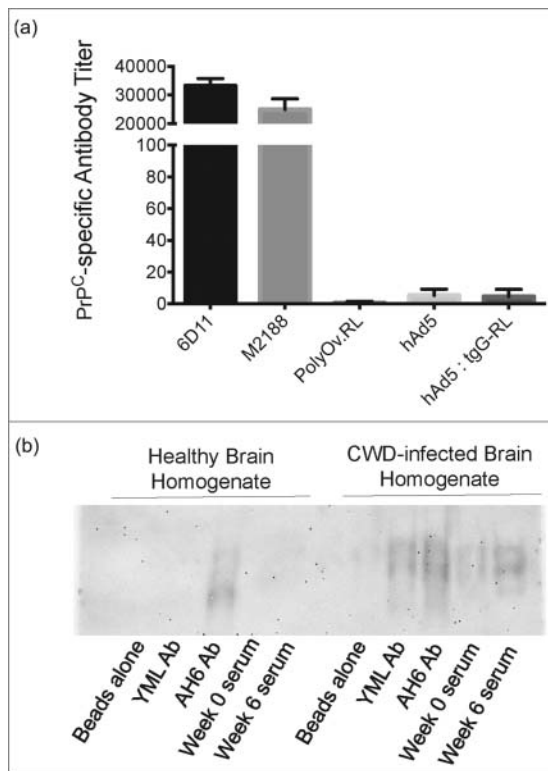 (a)
PrPC-specific Antibody Titer
40000
30000
20000
100
80
60
40
20
0
6D11
M2188
PolyOv.RL
hAd5
hAd5 : tgG-RL
(b)
Healthy Brain
Homogenate
CWD-infected Brain
Homogenate
Beads alone
YML Ab
AH6 Ab
Week 0 serum
Week 6 serum
Beads alone
YML Ab
AH6 Ab
Week 0 serum
Week 6 serum